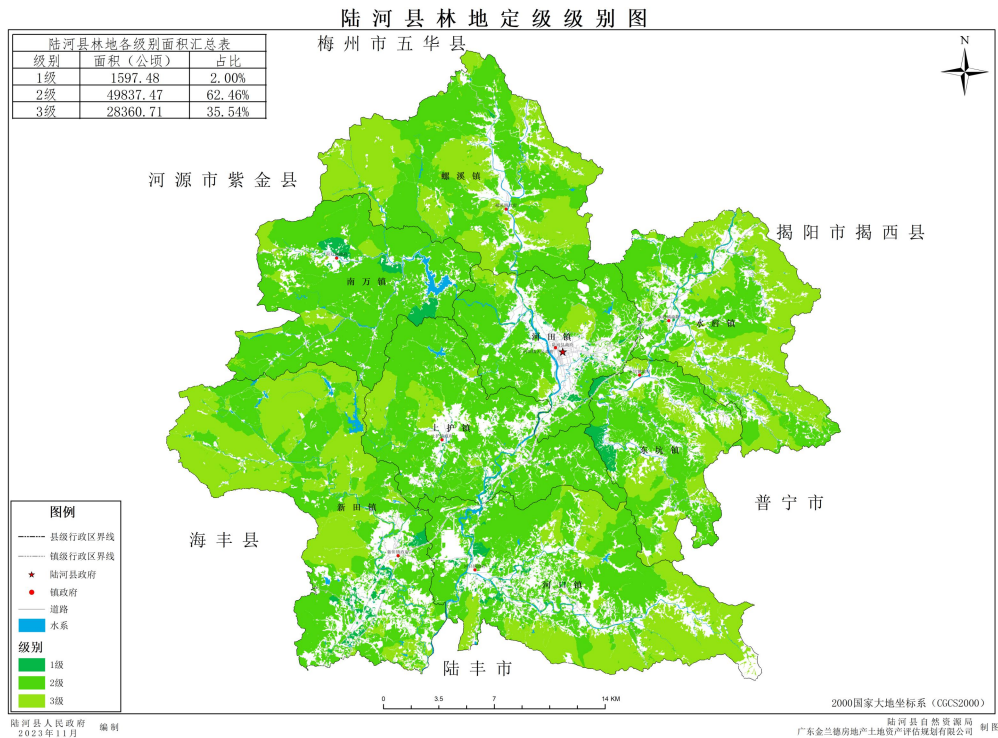 陆河县林地定级级别图
陆河县林地各级别面积汇总表
级别 面积（公顷） 占比
1级 1597.48 2.00%
2级 49837.47 62.46%
3级 28360.71 35.54%
梅州市五华县
N
河源市紫金县
揭阳市揭西县
螺溪镇
南万镇
水唇镇
河田镇
上护镇
东坑镇
新田镇
河口镇
普宁市
海丰县
陆丰市
图例
县级行政区界线
镇级行政区界线
陆河县政府
镇政府
道路
水系
级别
1级
2级
3级
0 3.5 7 14 KM
2000国家大地坐标系（CGCS2000）
陆河县人民政府 编制
2023年11月
陆河县自然资源局
广东金兰德房地产土地资产评估规划有限公司 制图